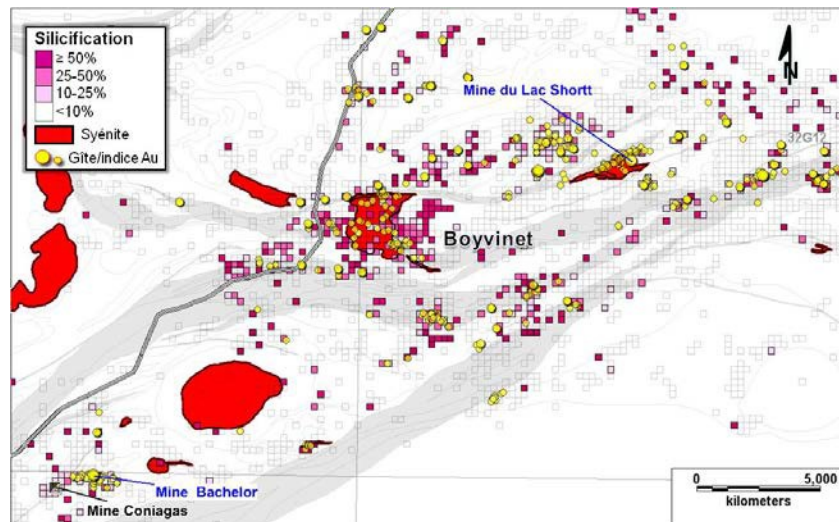 Silicification
≥ 50%
25-50%
10-25%
<10%
Syénite
Gîte/indice Au
N
Mine du Lac Shortt
32G12
Boyvinet
Mine Bachelor
Mine Coniagas
0 5,000
kilometers